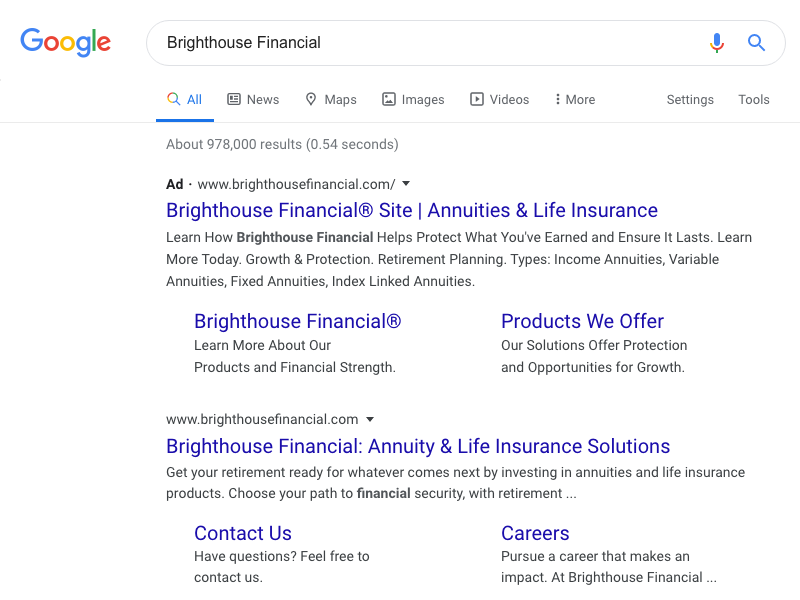 Google
Brighthouse Financial
All News Maps Images Videos More Settings Tools
About 978,000 results (0.54 seconds)
Ad · www.brighthousefinancial.com/
Brighthouse Financial® Site | Annuities & Life Insurance
Learn How Brighthouse Financial Helps Protect What You've Earned and Ensure It Lasts. Learn
More Today. Growth & Protection. Retirement Planning. Types: Income Annuities, Variable
Annuities, Fixed Annuities, Index Linked Annuities.
Brighthouse Financial®
Learn More About Our
Products and Financial Strength.
Products We Offer
Our Solutions Offer Protection
and Opportunities for Growth.
www.brighthousefinancial.com
Brighthouse Financial: Annuity & Life Insurance Solutions
Get your retirement ready for whatever comes next by investing in annuities and life insurance
products. Choose your path to financial security, with retirement ...
Contact Us
Have questions? Feel free to
contact us.
Careers
Pursue a career that makes an
impact. At Brighthouse Financial ...